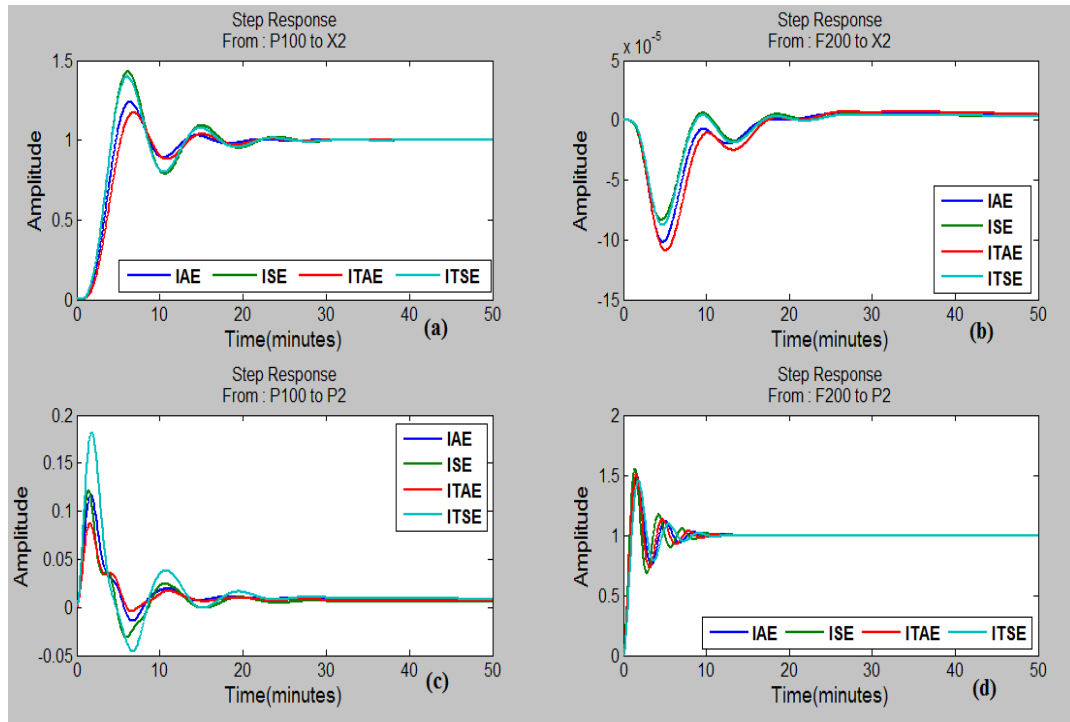 Step Response
From : P100 to X2
Amplitude
1.5
1
0.5
0
0 10 20 30 40 50
IAE ISE ITAE ITSE
Time(minutes)
(a)
Step Response
From : F200 to X2
x 10-5
Amplitude
5
0
-5
-10
-15
0 10 20 30 40 50
IAE
ISE
ITAE
ITSE
Time(minutes)
(b)
Step Response
From : P100 to P2
Amplitude
0.2
0.15
0.1
0.05
0
-0.05
0 10 20 30 40 50
IAE
ISE
ITAE
ITSE
Time(minutes)
(c)
Step Response
From : F200 to P2
Amplitude
2
1.5
1
0.5
0
0 10 20 30 40 50
IAE ISE ITAE ITSE
Time(minutes)
(d)